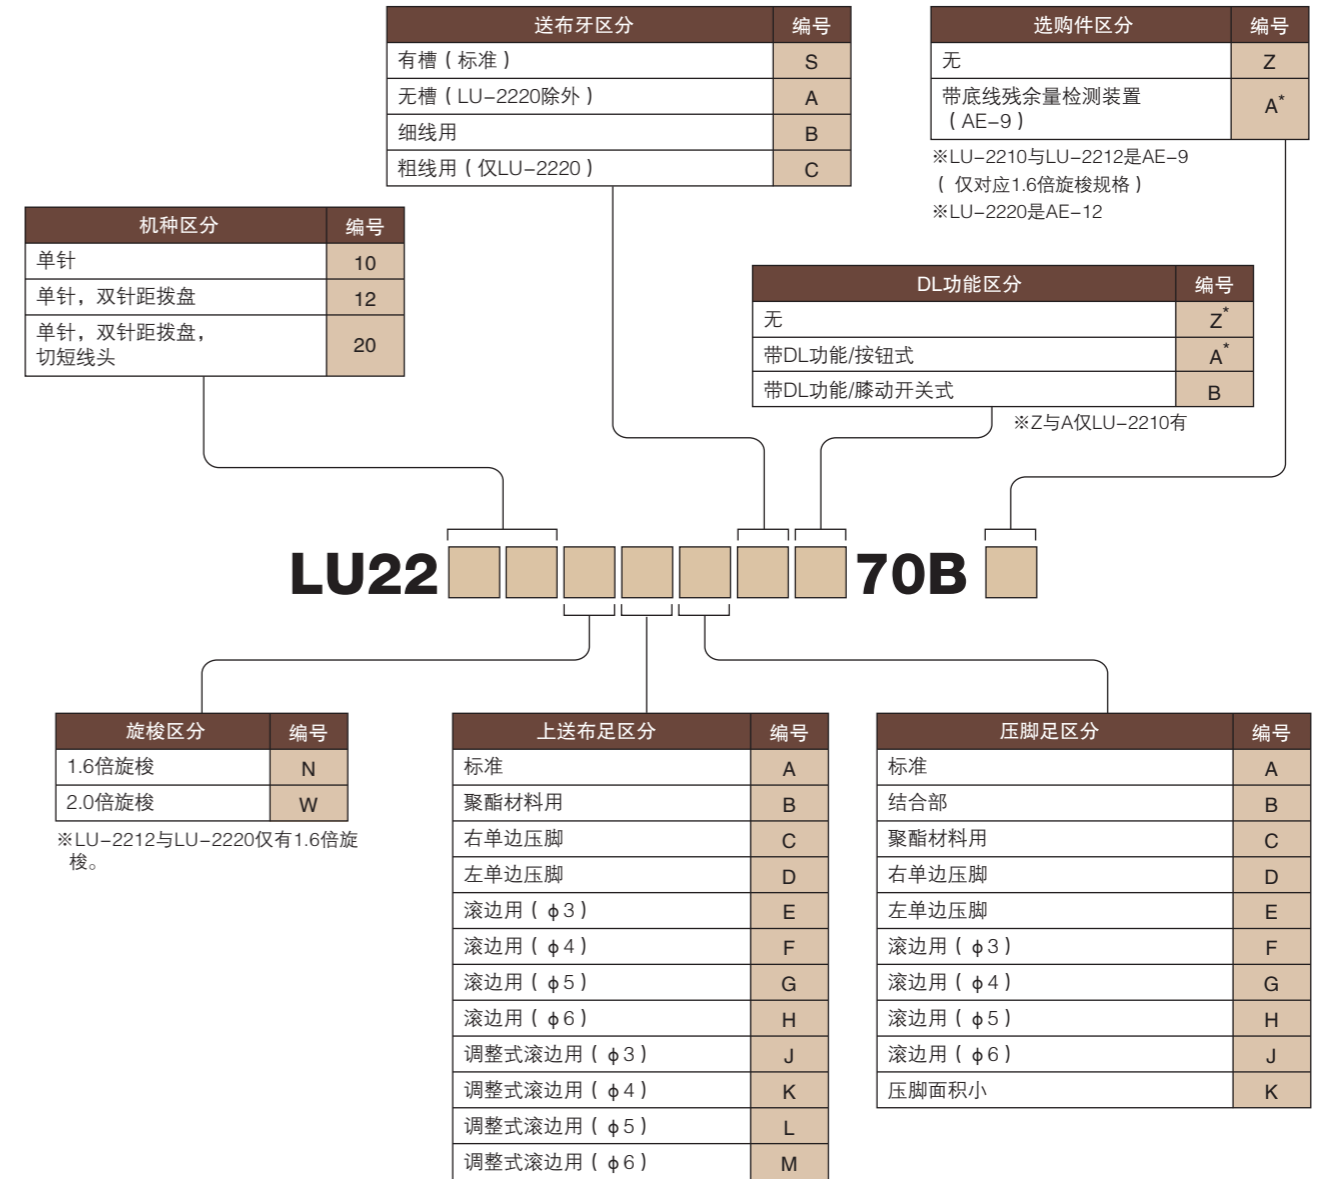 送布牙区分 编号
有槽（标准） S
无槽（LU-2220除外） A
细线用 B
粗线用（仅LU-2220） C
选购件区分 编号
无 Z
带底线残余量检测装置
（AE-9） A*
※LU-2210与LU-2212是AE-9
（仅对应1.6倍旋梭规格）
※LU-2220是AE-12
机种区分 编号
单针 10
单针，双针距拨盘 12
单针，双针距拨盘，
切短线头 20
DL功能区分 编号
无 Z*
带DL功能/按钮式 A*
带DL功能/膝动开关式 B
※Z与A仅LU-2210有
LU22 70B
旋梭区分 编号
1.6倍旋梭 N
2.0倍旋梭 W
※LU-2212与LU-2220仅有1.6倍旋
梭。
上送布足区分 编号
标准 A
聚酯材料用 B
右单边压脚 C
左单边压脚 D
滚边用（φ3） E
滚边用（φ4） F
滚边用（φ5） G
滚边用（φ6） H
调整式滚边用（φ3） J
调整式滚边用（φ4） K
调整式滚边用（φ5） L
调整式滚边用（φ6） M
压脚足区分 编号
标准 A
结合部 B
聚酯材料用 C
右单边压脚 D
左单边压脚 E
滚边用（φ3） F
滚边用（φ4） G
滚边用（φ5） H
滚边用（φ6） J
压脚面积小 K